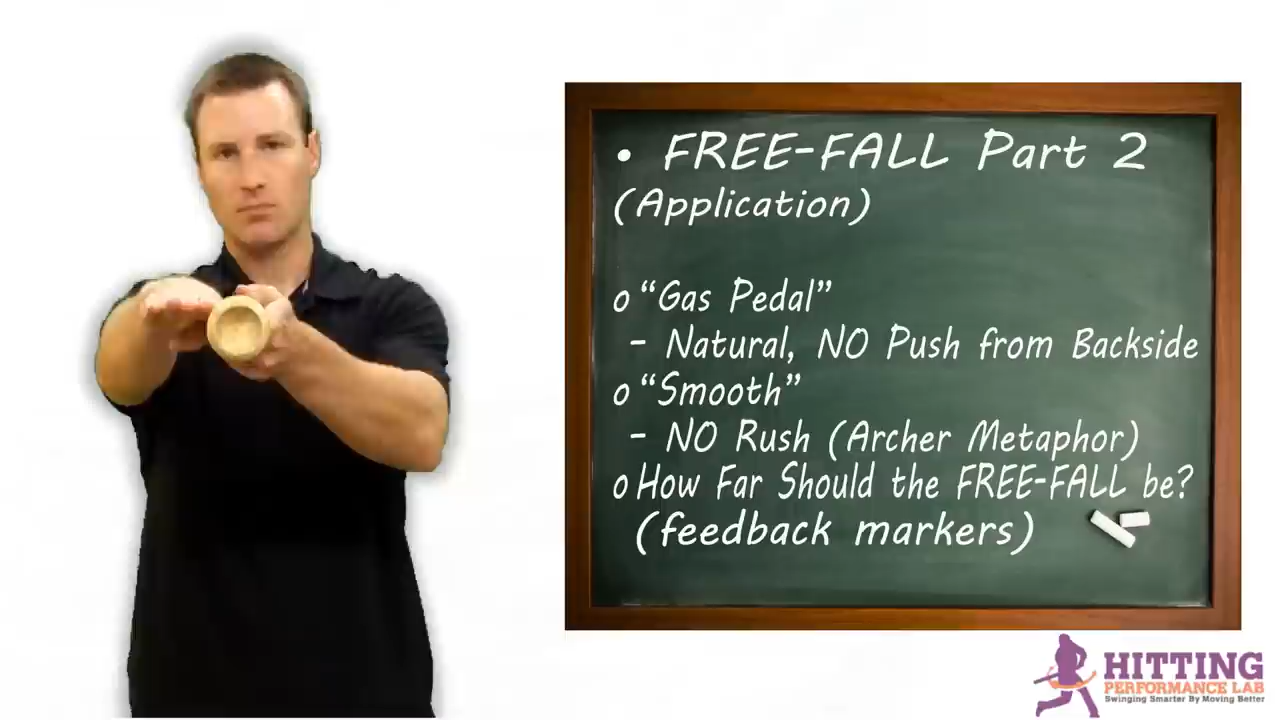 • FREE-FALL Part 2
(Application)
o "Gas Pedal"
- Natural, NO Push from Backside
o "Smooth"
- NO Rush (Archer Metaphor)
o How Far Should the FREE-FALL be?
(feedback markers)
HITTING
PERFORMANCE LAB
Swinging Smarter By Moving Better